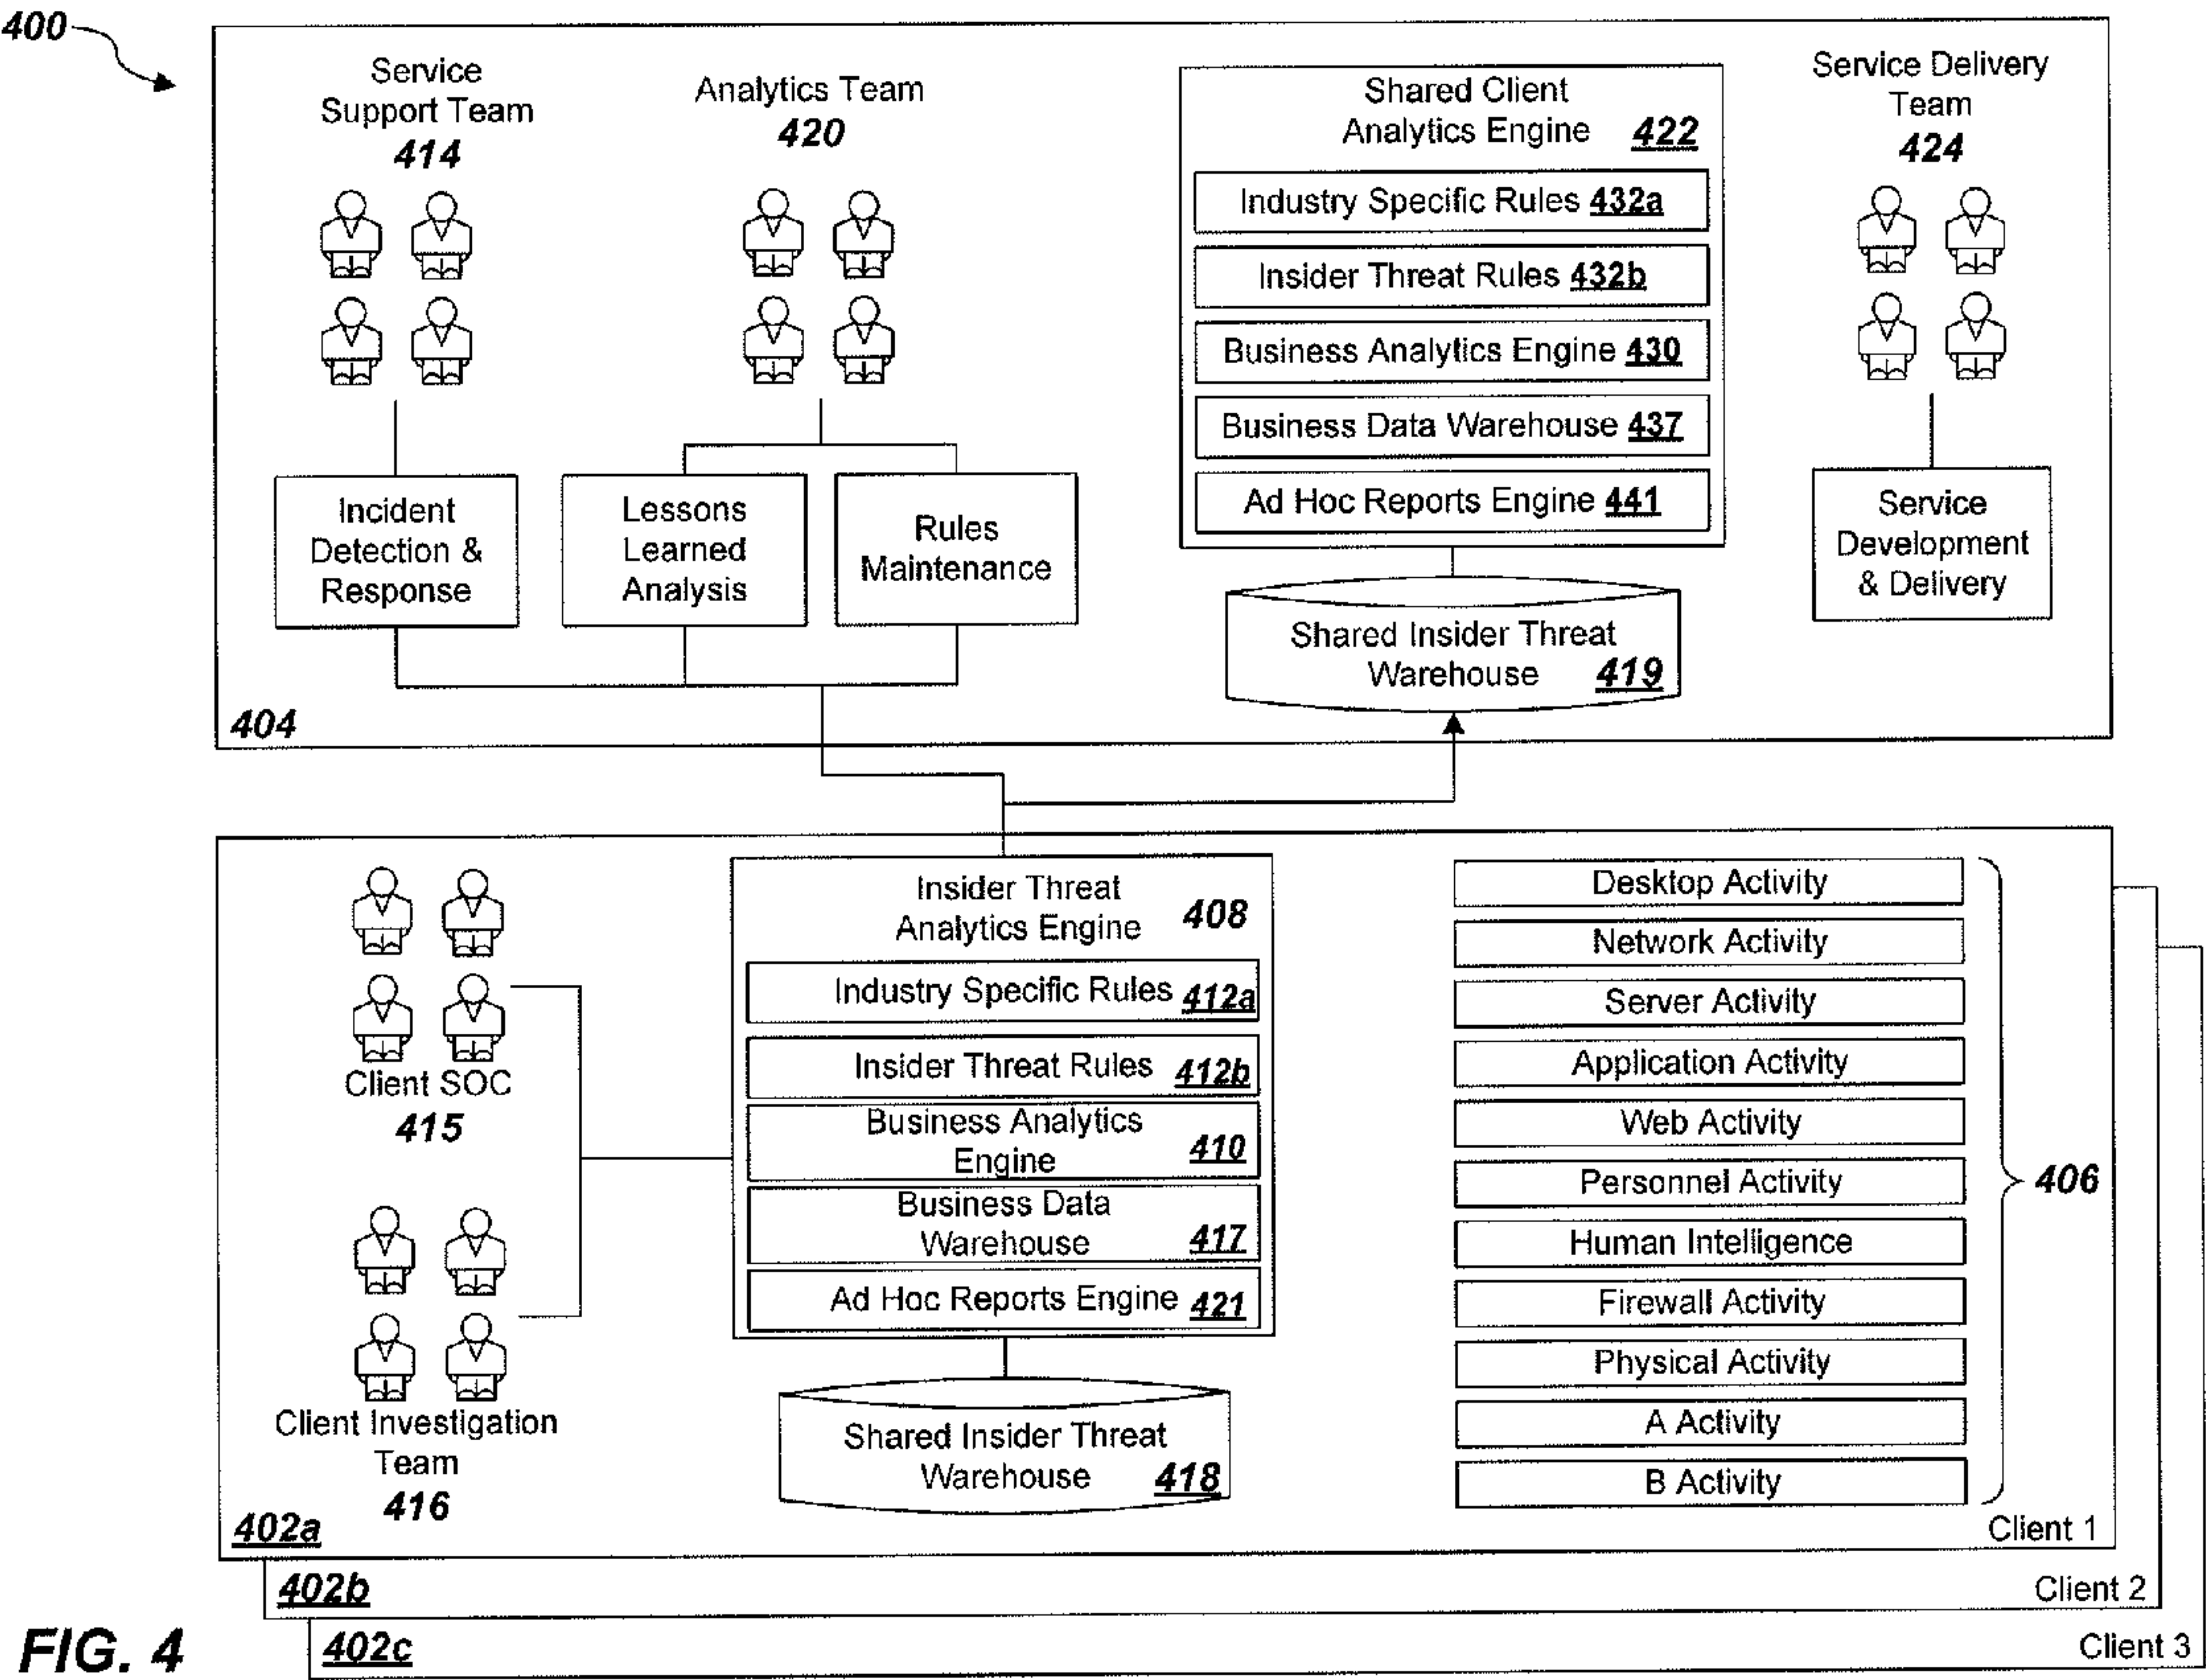 400
Service
Support Team
414
Analytics Team
420
Shared Client
Analytics Engine 422
Industry Specific Rules 432a
Insider Threat Rules 432b
Business Analytics Engine 430
Business Data Warehouse 437
Ad Hoc Reports Engine 441
Service Delivery
Team
424
Incident
Detection &
Response
Lessons
Learned
Analysis
Rules
Maintenance
Shared Insider Threat
Warehouse 419
Service
Development
& Delivery
404
Client SOC
415
Client Investigation
Team
416
Insider Threat
Analytics Engine 408
Industry Specific Rules 412a
Insider Threat Rules 412b
Business Analytics
Engine 410
Business Data
Warehouse 417
Ad Hoc Reports Engine 421
Shared Insider Threat
Warehouse 418
Desktop Activity
Network Activity
Server Activity
Application Activity
Web Activity
Personnel Activity
Human Intelligence
Firewall Activity
Physical Activity
A Activity
B Activity
406
402a
Client 1
402b
Client 2
402c
Client 3
FIG. 4